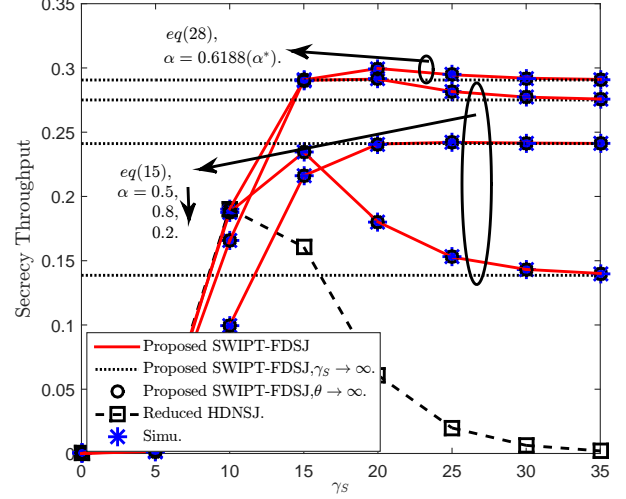 0.35
0.3
0.25
0.2
0.15
0.1
0.05
0
Secrecy Throughput
eq(28),
α = 0.6188(α*).
eq(15),
α = 0.5,
0.8,
0.2.
Proposed SWIPT-FDSJ
Proposed SWIPT-FDSJ,γS → ∞.
Proposed SWIPT-FDSJ,θ → ∞.
Reduced HDNSJ.
Simu.
0 5 10 15 20 25 30 35
γS